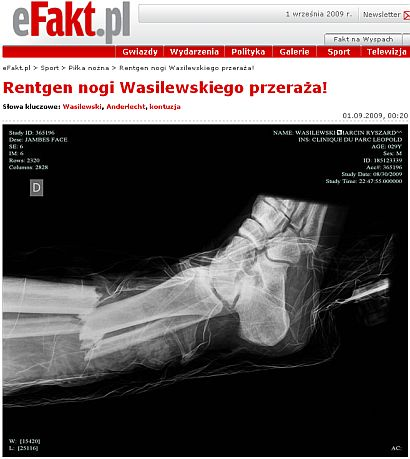 eFakt.pl
1 września 2009 r.
Newsletter
Fakt na Wyspach
Gwiazdy
Wydarzenia
Polityka
Galerie
Sport
Telewizja
eFakt.pl > Sport > Piłka nożna > Rentgen nogi Wasilewskiego przeraża!
Rentgen nogi Wasilewskiego przeraża!
Słowa kluczowe: Wasilewski, Anderlecht, kontuzja
01.09.2009, 00:20
Study ID: 365196
Desc: JAMBES FACE
SE: 6
IM: 6
Rows: 2320
Columns: 2828
D
NAME: WASILEWSKI MARCIN RYSZARD^^
INS: CLINIQUE DU PARC LEOPOLD
AGE: 029Y
Sex: M
ID: 185123339
Acc#: 365196
Study Date: 08/30/2009
Study Time: 22:47:55.000000
W: [15420]
L: [25116]
AC: